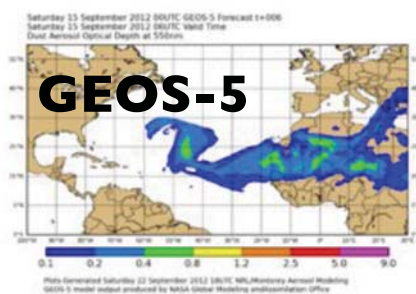 Saturday 15 September 2012 00UTC GEOS-5 Forecast t+006
Saturday 15 September 2012 06UTC Valid Time
Dust Aerosol Optical Depth at 550nm
GEOS-5
0.1 0.2 0.4 0.8 1.2 2.5 5.0 9.0
Plots Generated Saturday 22 September 2012 18UTC NRL/Monterey Aerosol Modeling
GEOS-5 model output produced by NASA Global Modeling and Assimilation Office